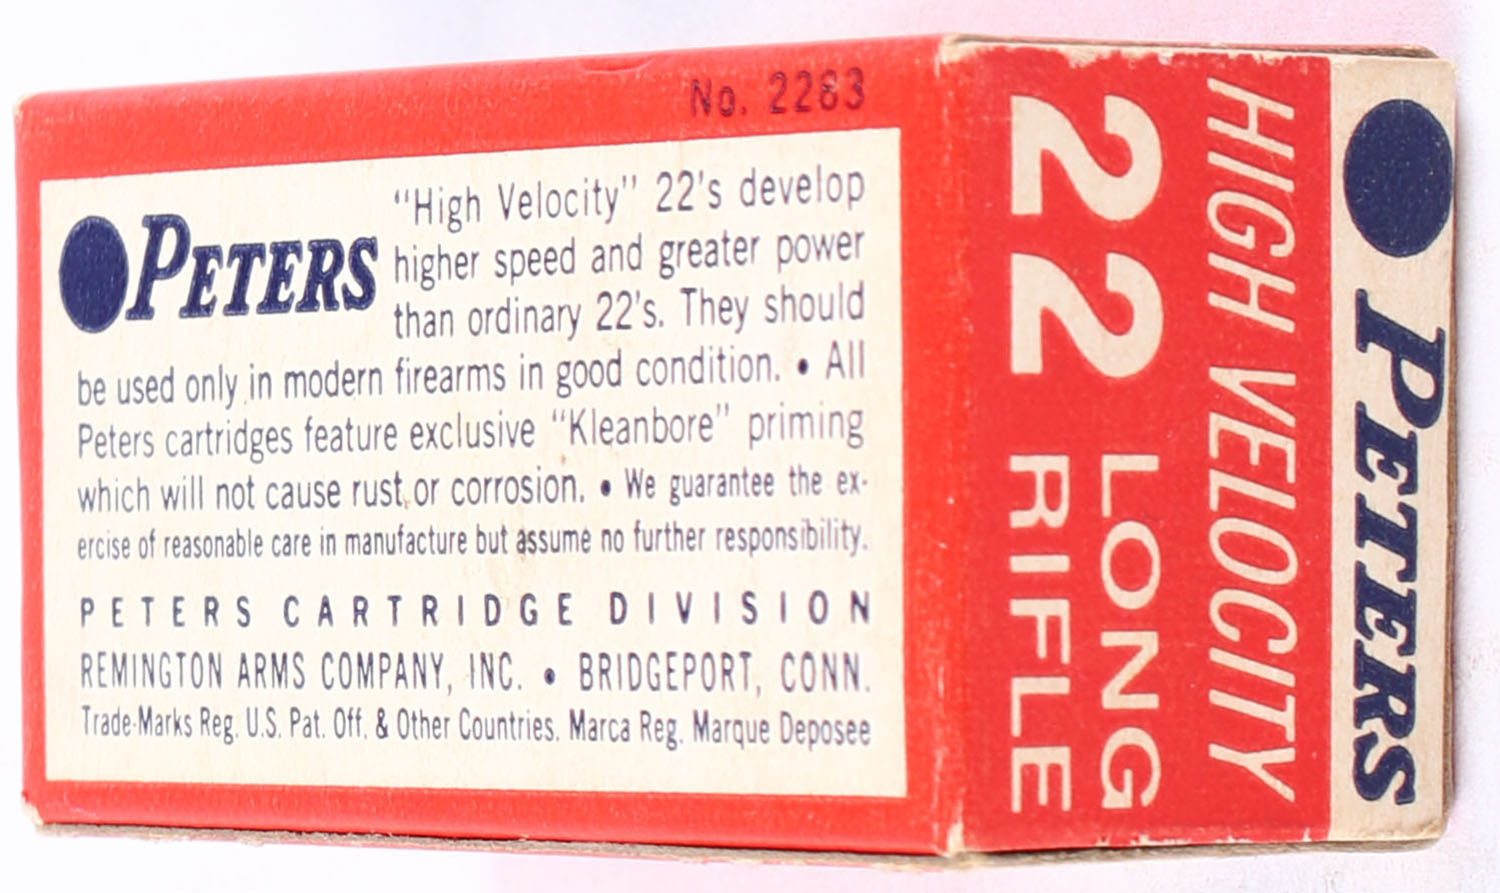 No. 2283
PETERS
"High Velocity" 22's develop
higher speed and greater power
than ordinary 22's. They should
be used only in modern firearms in good condition. • All
Peters cartridges feature exclusive "Kleanbore" priming
which will not cause rust or corrosion. • We guarantee the ex-
ercise of reasonable care in manufacture but assume no further responsibility.
PETERS CARTRIDGE DIVISION
REMINGTON ARMS COMPANY, INC. • BRIDGEPORT, CONN.
Trade-Marks Reg. U.S. Pat. Off. & Other Countries. Marca Reg. Marque Deposee
PETERS
HIGH VELOCITY
22 LONG
22 RIFLE